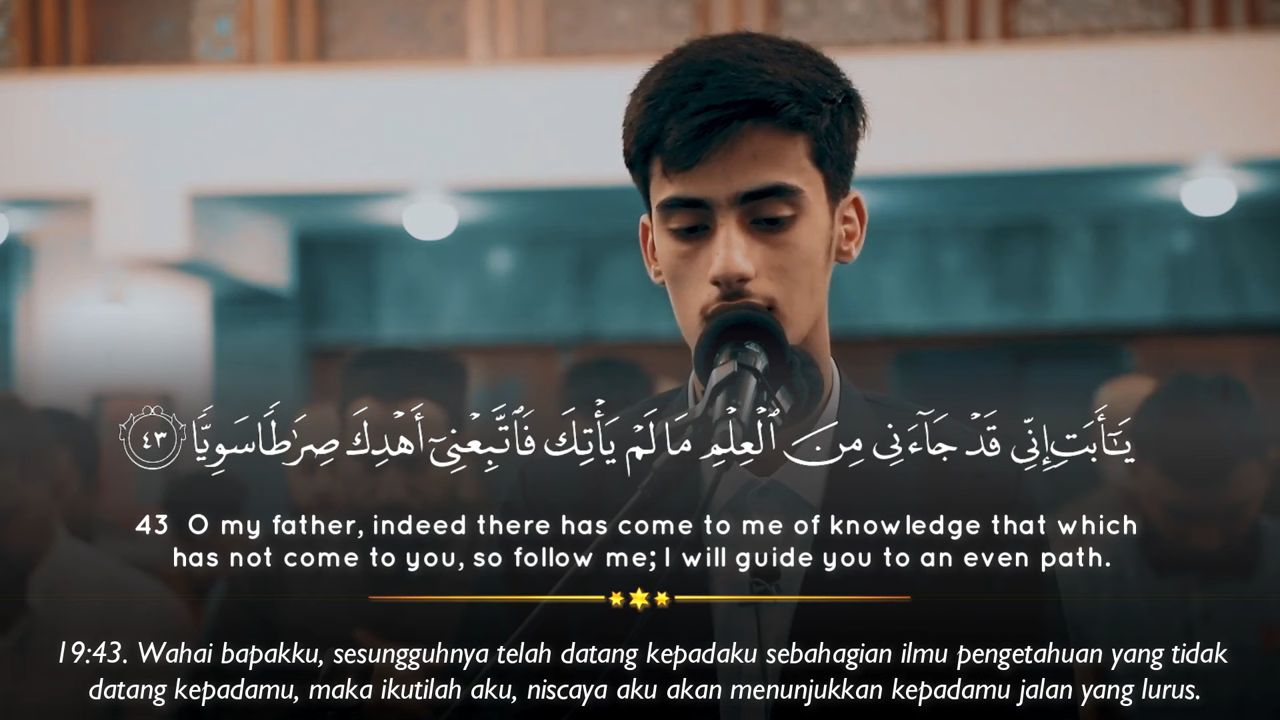 يَٰٓأَبَتِ إِنِّي قَدْ جَآءَنِي مِنَ ٱلْعِلْمِ مَا لَمْ يَأْتِكَ فَٱتَّبِعْنِيٓ أَهْدِكَ صِرَٰطًا سَوِيًّا ٤٣
43 O my father, indeed there has come to me of knowledge that which
has not come to you, so follow me; I will guide you to an even path.
19:43. Wahai bapakku, sesungguhnya telah datang kepadaku sebahagian ilmu pengetahuan yang tidak
datang kepadamu, maka ikutilah aku, niscaya aku akan menunjukkan kepadamu jalan yang lurus.